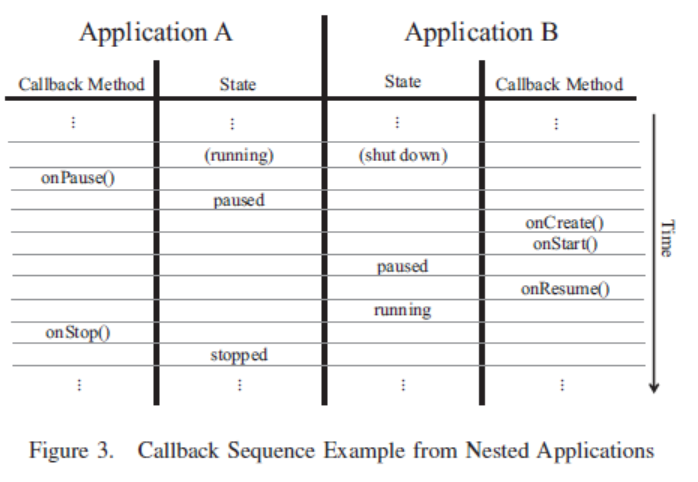 Application A Application B
Callback Method State State Callback Method
⋮ ⋮ ⋮ ⋮
(running) (shut down)
onPause()
paused
onCreate()
onStart()
paused
onResume()
running
onStop()
stopped
⋮ ⋮ ⋮ ⋮
Time
Figure 3. Callback Sequence Example from Nested Applications